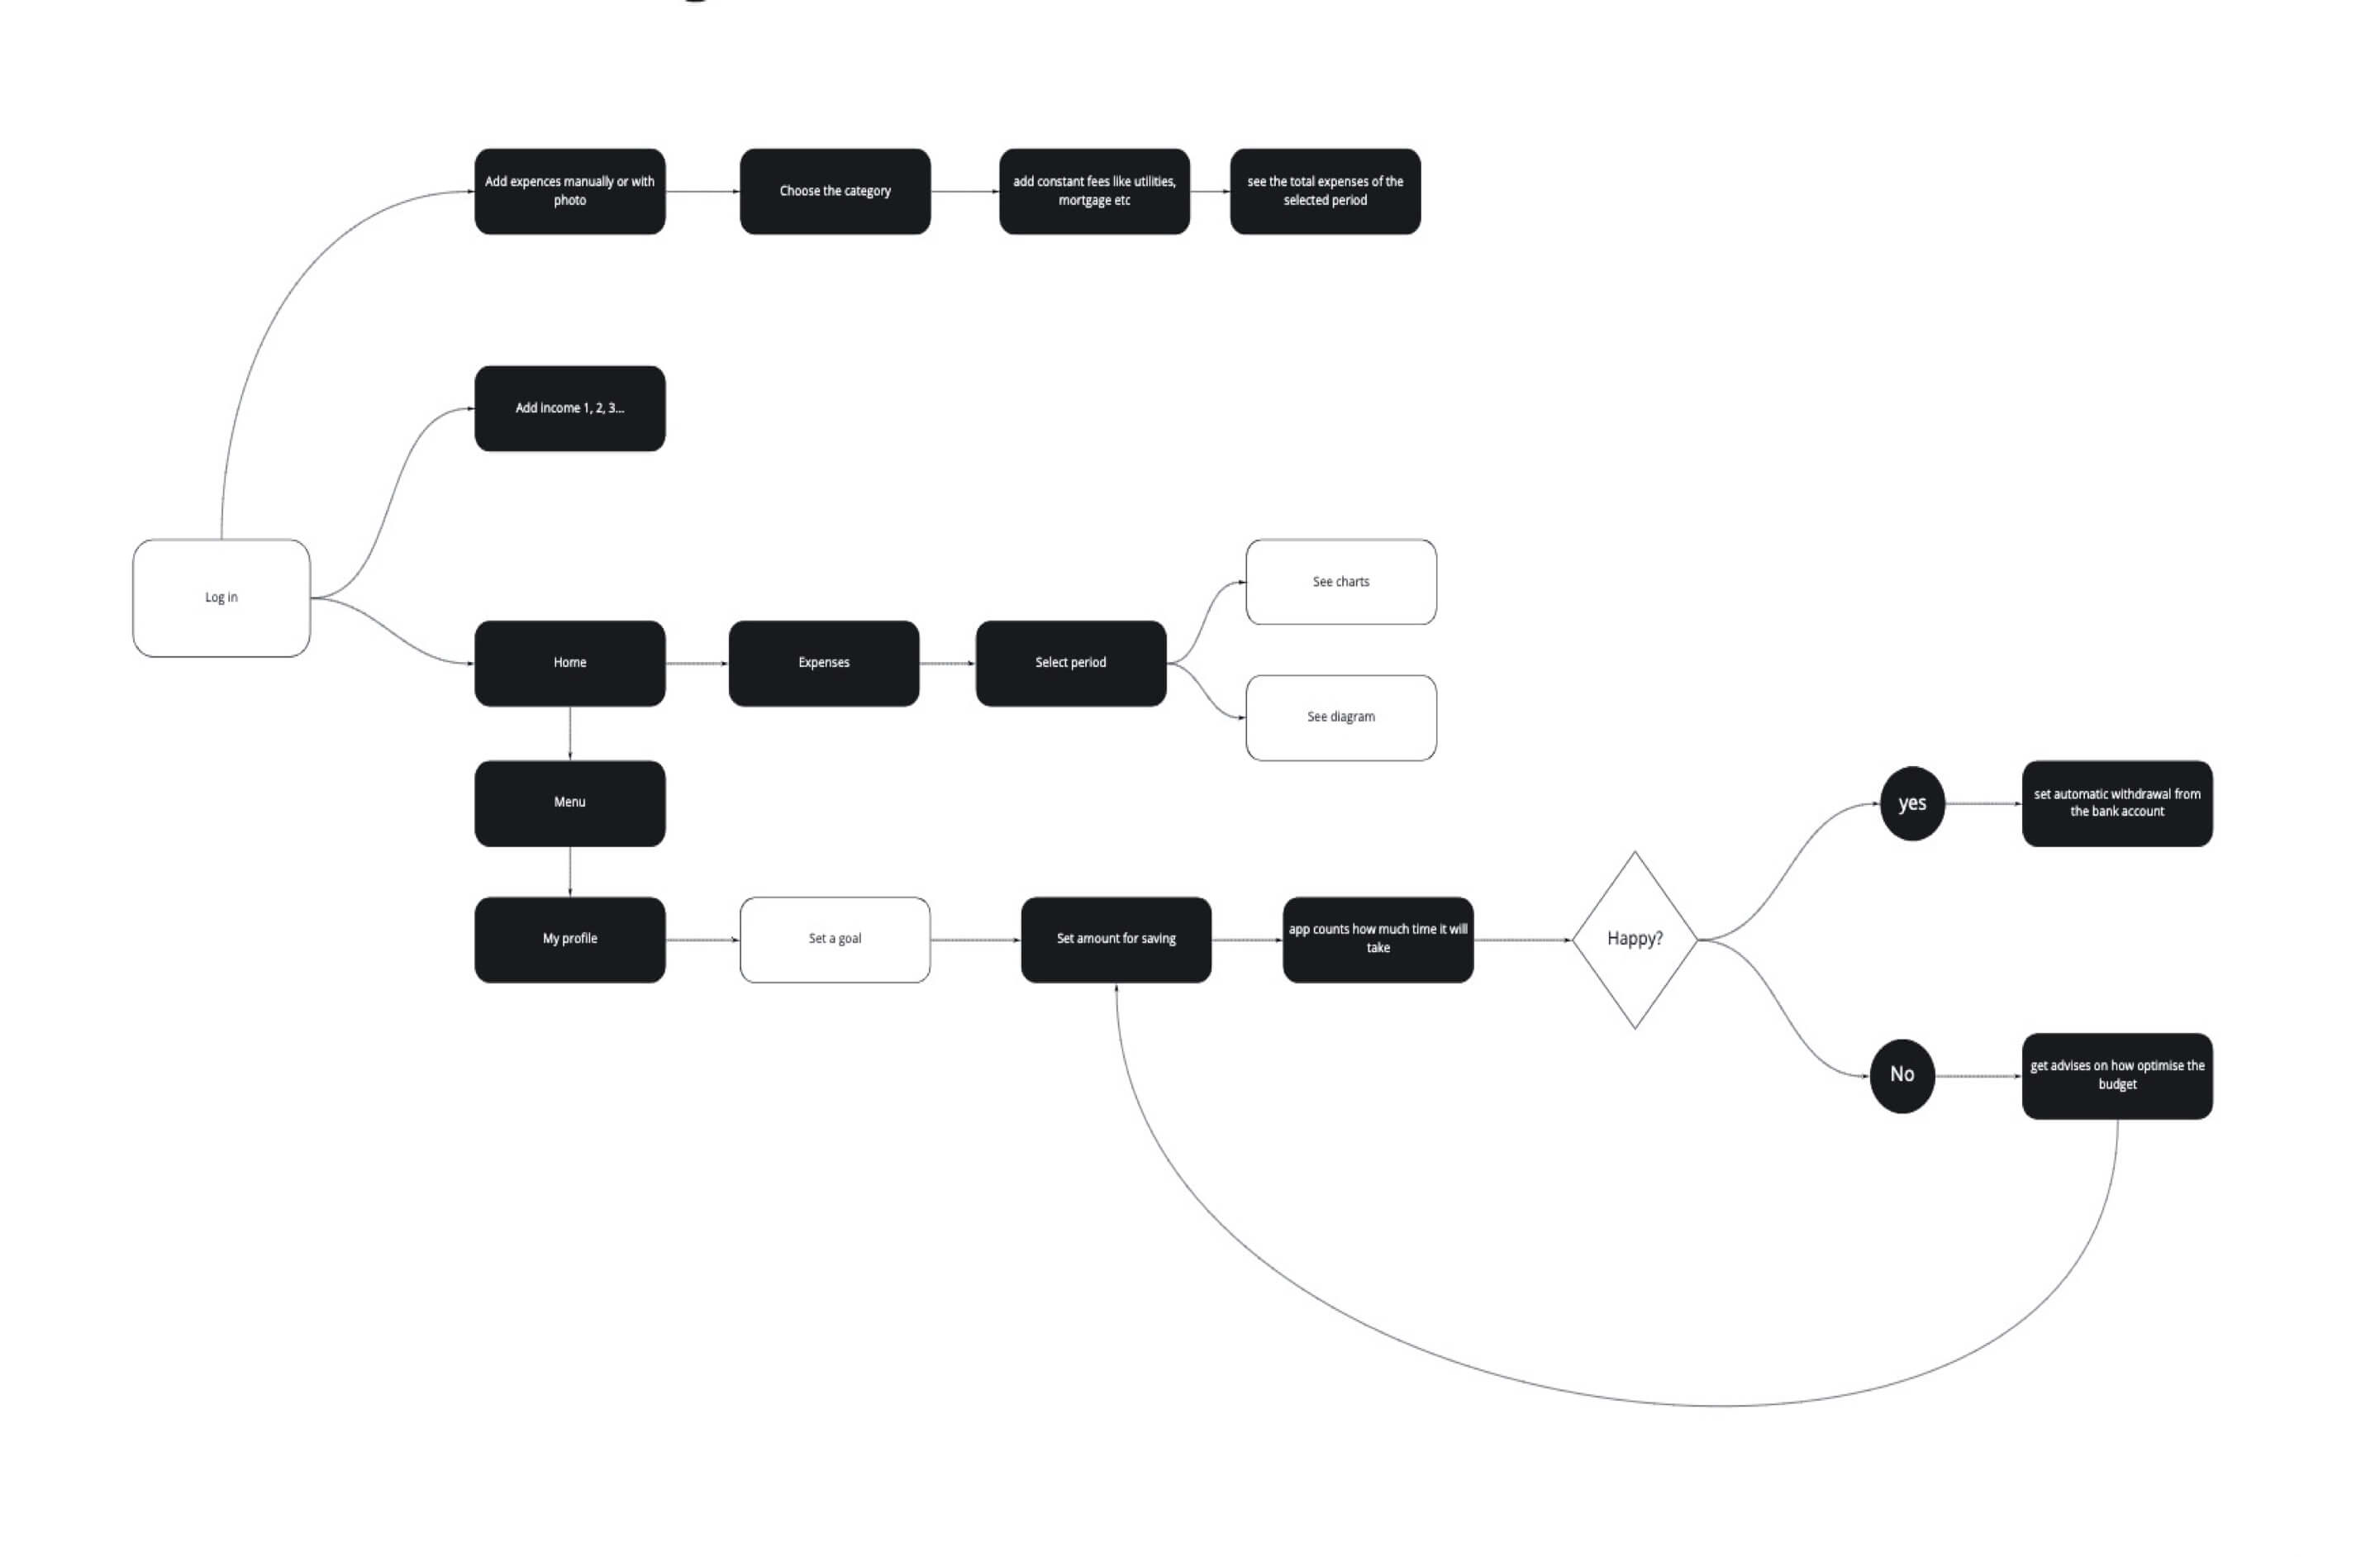 Add expences manually or with
photo
Choose the category
add constant fees like utilities,
mortgage etc
see the total expenses of the
selected period
Add income 1, 2, 3...
Log in
See charts
Home
Expenses
Select period
See diagram
Menu
yes
set automatic withdrawal from
the bank account
My profile
Set a goal
Set amount for saving
app counts how much time it will
take
Happy?
No
get advises on how optimise the
budget